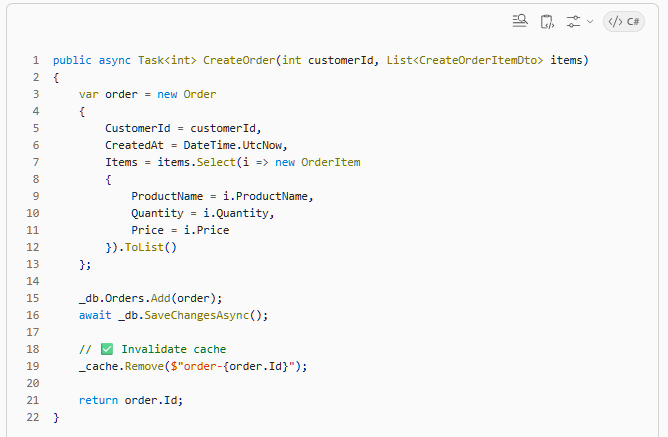 </> C#
1 public async Task<int> CreateOrder(int customerId, List<CreateOrderItemDto> items)
2 {
3     var order = new Order
4     {
5         CustomerId = customerId,
6         CreatedAt = DateTime.UtcNow,
7         Items = items.Select(i => new OrderItem
8         {
9             ProductName = i.ProductName,
10             Quantity = i.Quantity,
11             Price = i.Price
12         }).ToList()
13     };
14
15     _db.Orders.Add(order);
16     await _db.SaveChangesAsync();
17
18     // ✅ Invalidate cache
19     _cache.Remove($"order-{order.Id}");
20
21     return order.Id;
22 }